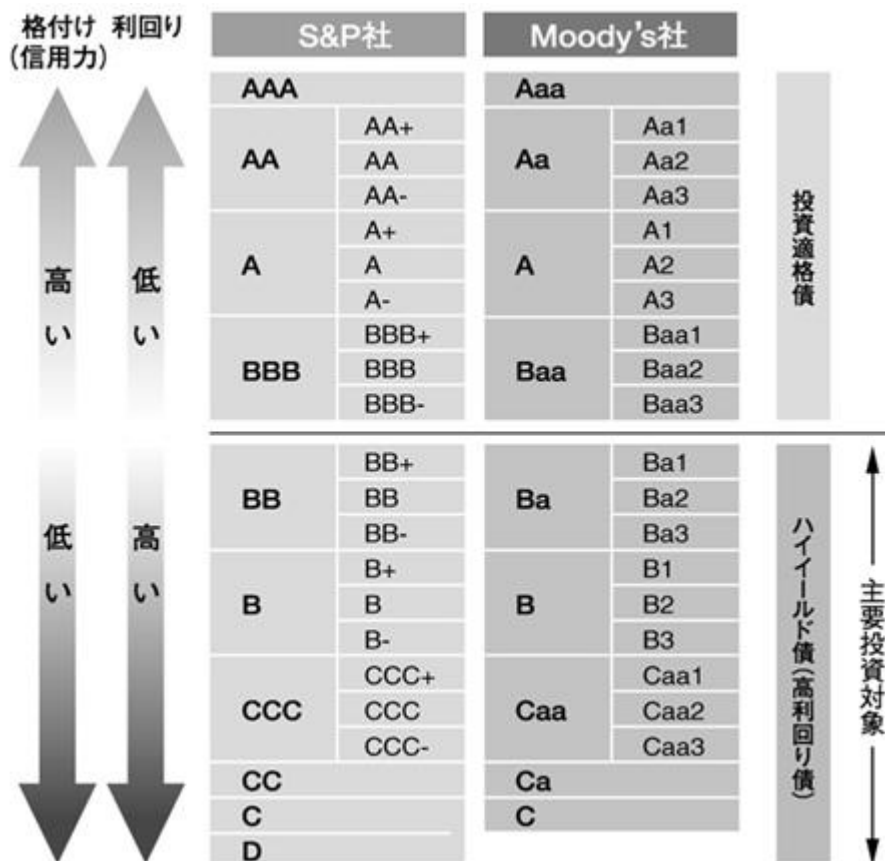 格付け 利回り
(信用力)
S&P社
Moody's社
AAA
Aaa
AA
AA+
AA
AA-
Aa
Aa1
Aa2
Aa3
A
A+
A
A-
A
A1
A2
A3
BBB
BBB+
BBB
BBB-
Baa
Baa1
Baa2
Baa3
高い
低い
投資適格債
BB
BB+
BB
BB-
Ba
Ba1
Ba2
Ba3
B
B+
B
B-
B
B1
B2
B3
CCC
CCC+
CCC
CCC-
Caa
Caa1
Caa2
Caa3
CC
Ca
C
C
D
低い
高い
ハイイールド債(高利回り債)
主要投資対象